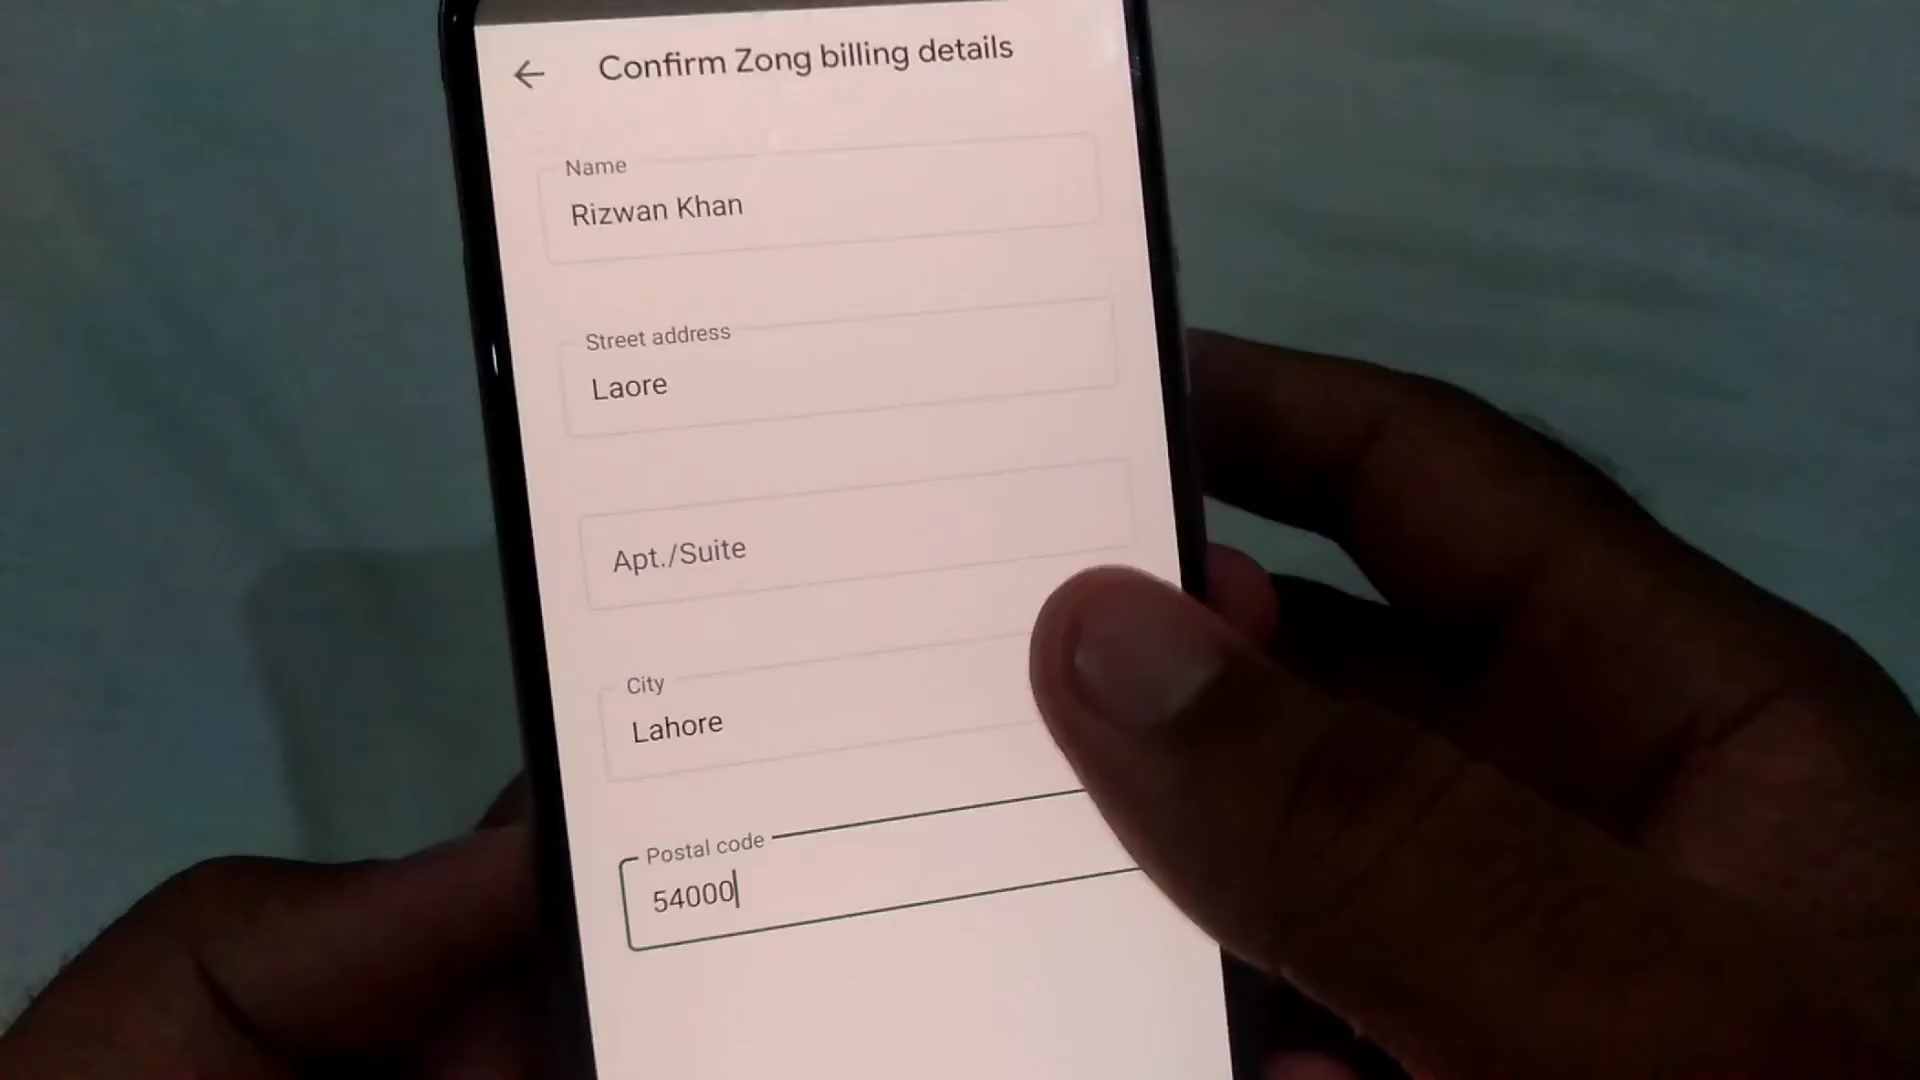 Confirm Zong billing details
Name
Rizwan Khan
Street address
Laore
Apt./Suite
City
Lahore
Postal code
54000